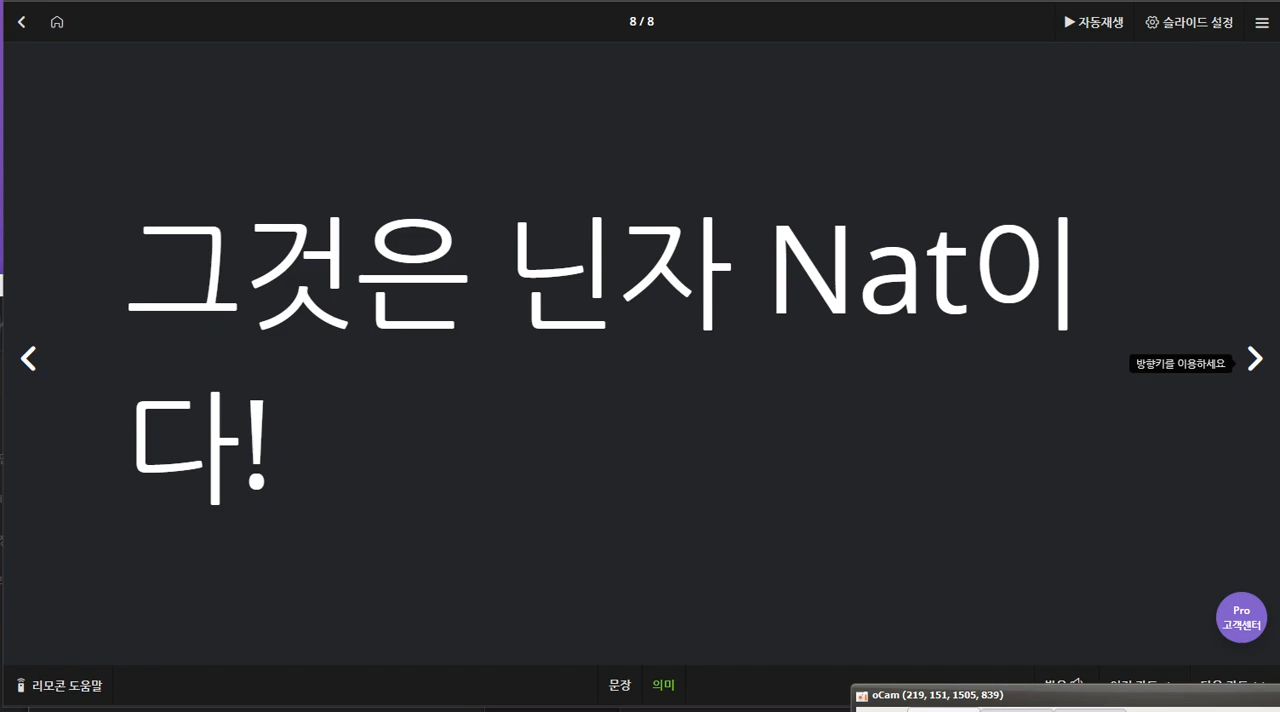 8 / 8
자동재생
슬라이드 설정
그것은 닌자 Nat이
다!
방향키를 이용하세요
Pro
고객센터
리모콘 도움말
문장
의미
oCam (219, 151, 1505, 839)